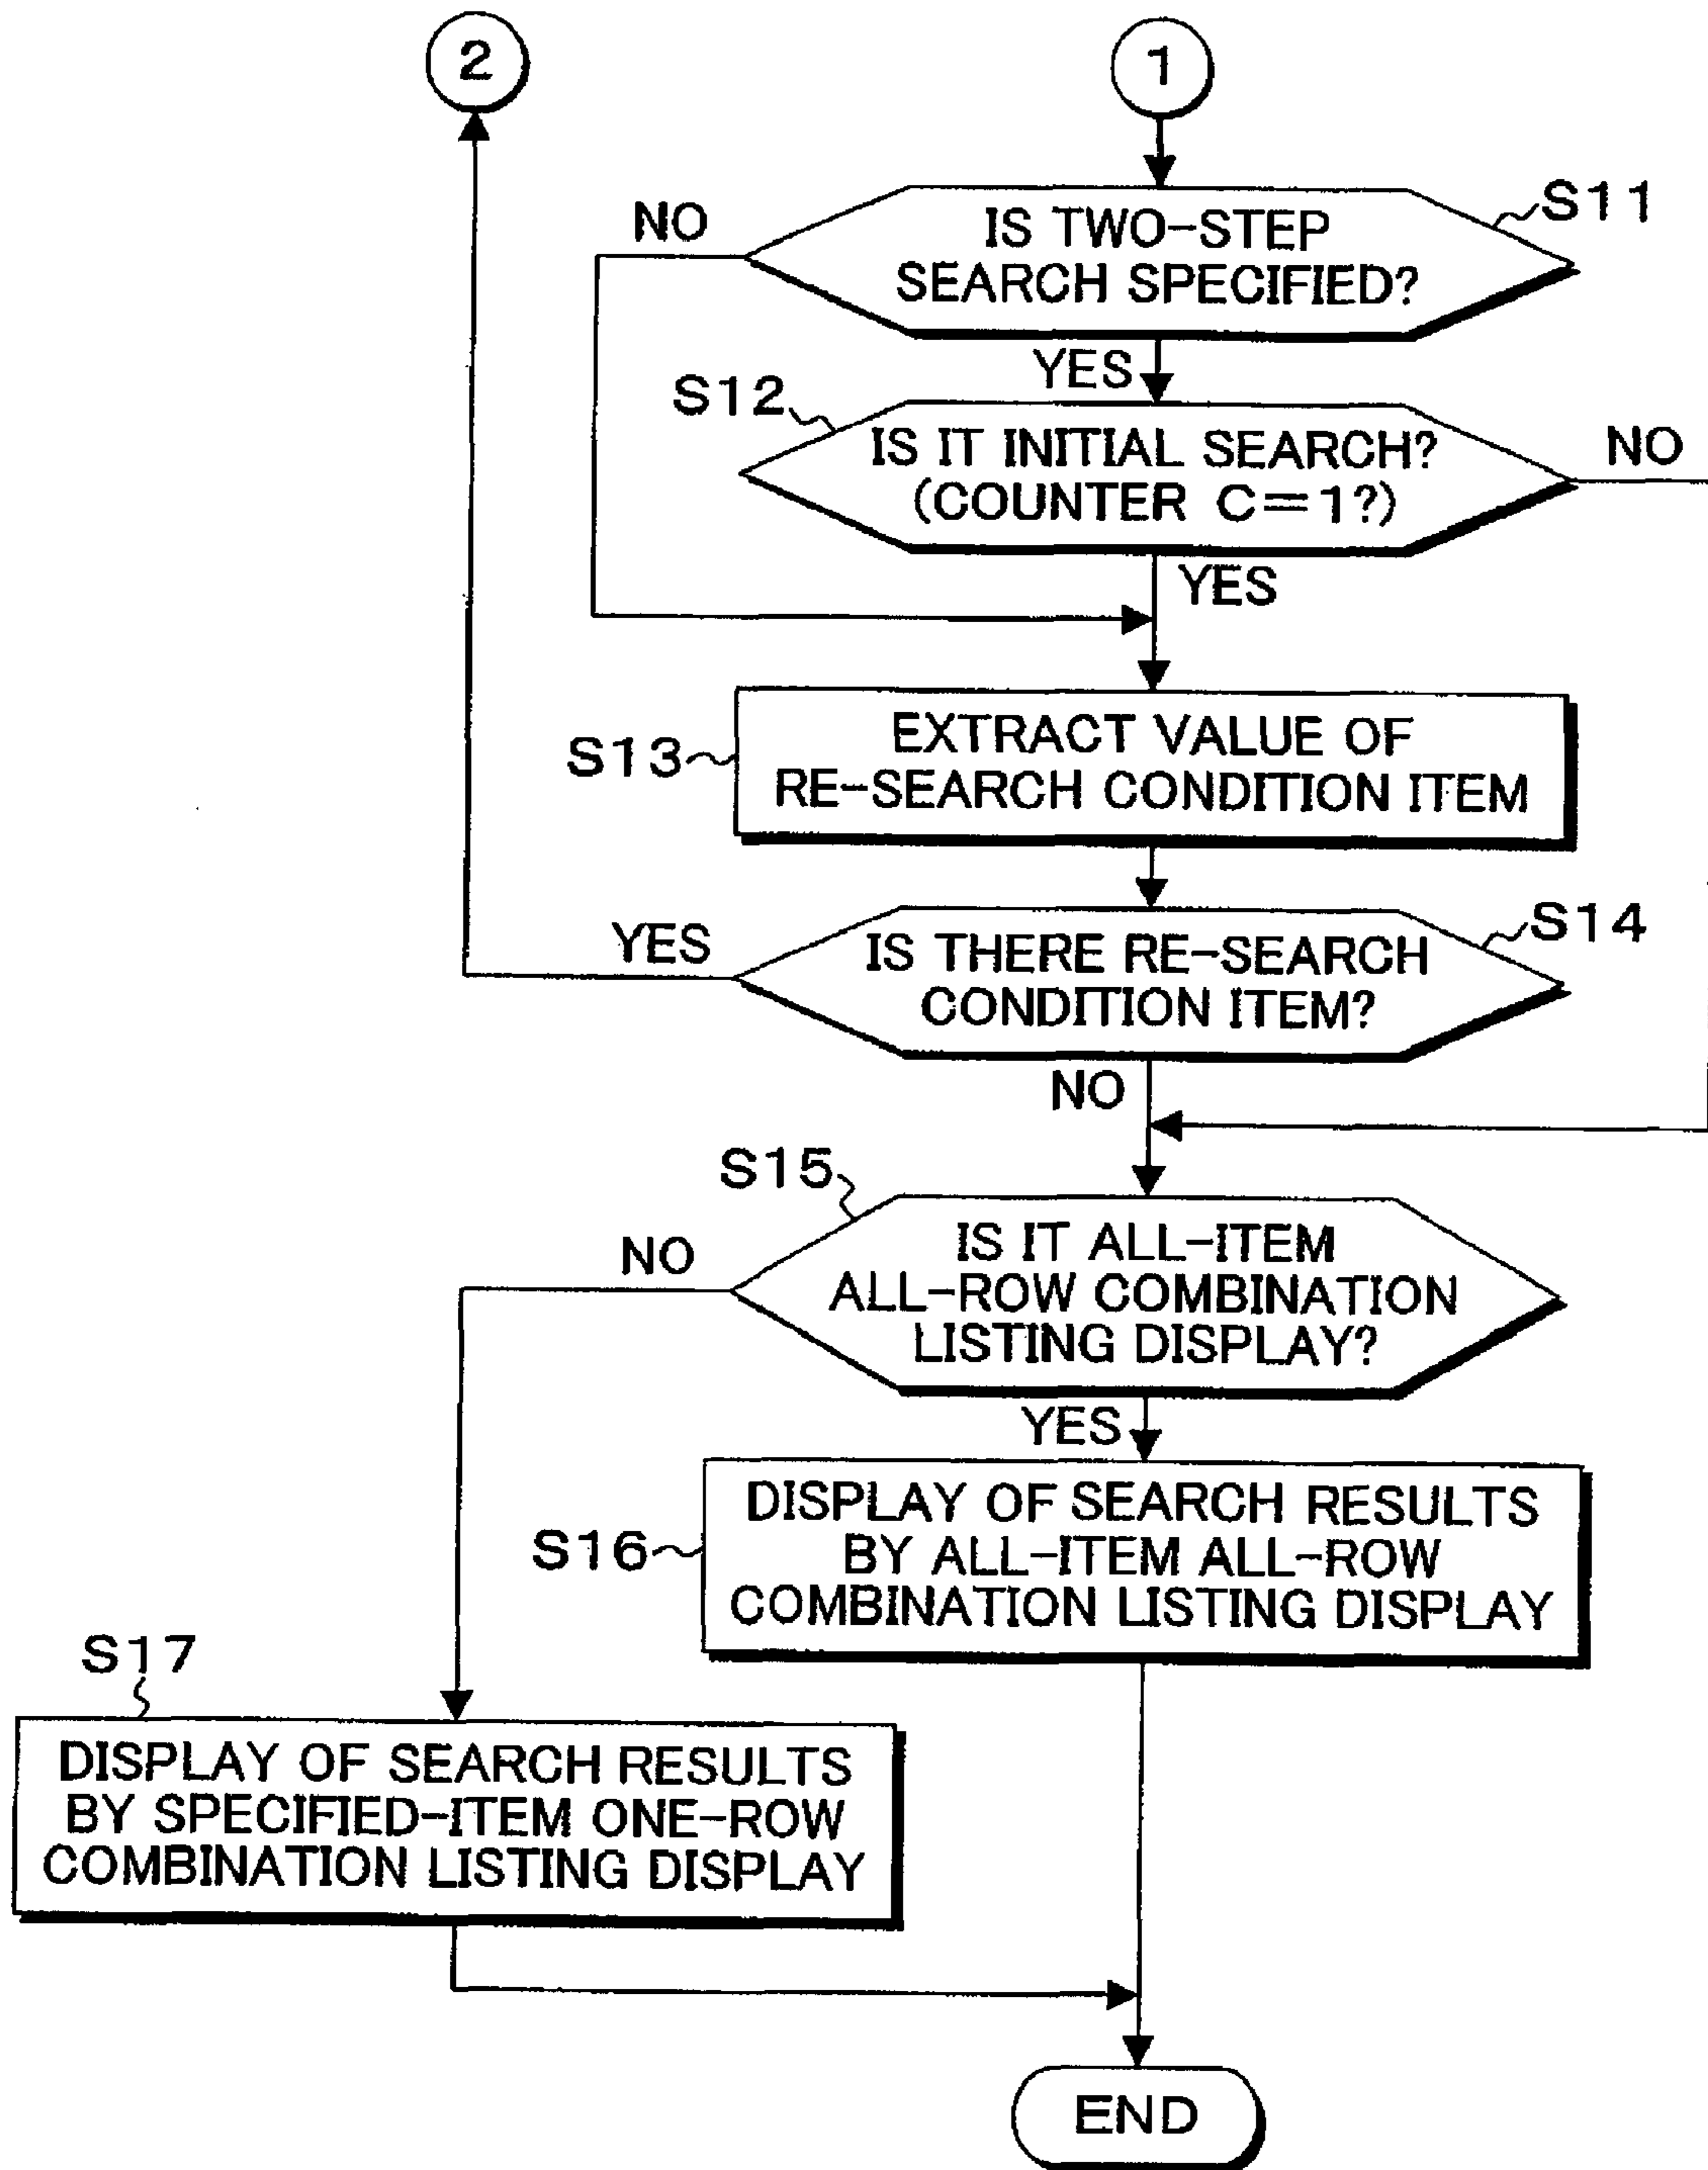 2
1
S11
NO
IS TWO-STEP
SEARCH SPECIFIED?
YES
S12
IS IT INITIAL SEARCH?
(COUNTER C=1?)
NO
YES
S13
EXTRACT VALUE OF
RE-SEARCH CONDITION ITEM
S14
YES
IS THERE RE-SEARCH
CONDITION ITEM?
NO
S15
NO
IS IT ALL-ITEM
ALL-ROW COMBINATION
LISTING DISPLAY?
YES
S16
DISPLAY OF SEARCH RESULTS
BY ALL-ITEM ALL-ROW
COMBINATION LISTING DISPLAY
S17
DISPLAY OF SEARCH RESULTS
BY SPECIFIED-ITEM ONE-ROW
COMBINATION LISTING DISPLAY
END